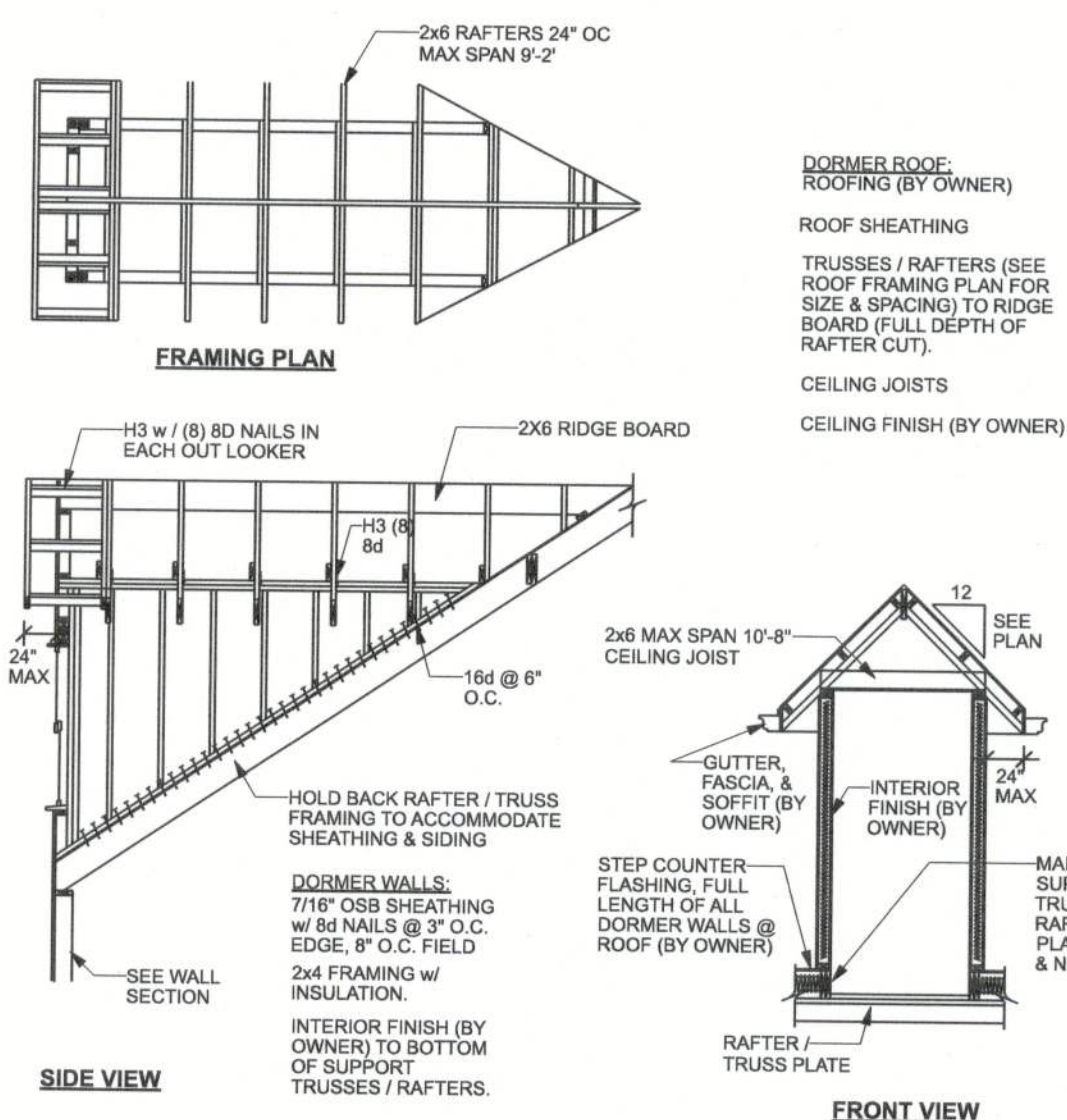 2x6 RAFTERS 24" OC
MAX SPAN 9'-2'
FRAMING PLAN
DORMER ROOF:
ROOFING (BY OWNER)
ROOF SHEATHING
TRUSSES / RAFTERS (SEE
ROOF FRAMING PLAN FOR
SIZE & SPACING) TO RIDGE
BOARD (FULL DEPTH OF
RAFTER CUT).
CEILING JOISTS
CEILING FINISH (BY OWNER)
H3 w / (8) 8D NAILS IN
EACH OUT LOOKER
2X6 RIDGE BOARD
H3 (8)
8d
24"
MAX
16d @ 6"
O.C.
HOLD BACK RAFTER / TRUSS
FRAMING TO ACCOMMODATE
SHEATHING & SIDING
DORMER WALLS:
7/16" OSB SHEATHING
w/ 8d NAILS @ 3" O.C.
EDGE, 8" O.C. FIELD
2x4 FRAMING w/
INSULATION.
INTERIOR FINISH (BY
OWNER) TO BOTTOM
OF SUPPORT
TRUSSES / RAFTERS.
SEE WALL
SECTION
SIDE VIEW
12
SEE
PLAN
2x6 MAX SPAN 10'-8"
CEILING JOIST
GUTTER,
FASCIA, &
SOFFIT (BY
OWNER)
INTERIOR
FINISH (BY
OWNER)
24"
MAX
STEP COUNTER
FLASHING, FULL
LENGTH OF ALL
DORMER WALLS @
ROOF (BY OWNER)
RAFTER /
TRUSS PLATE
FRONT VIEW